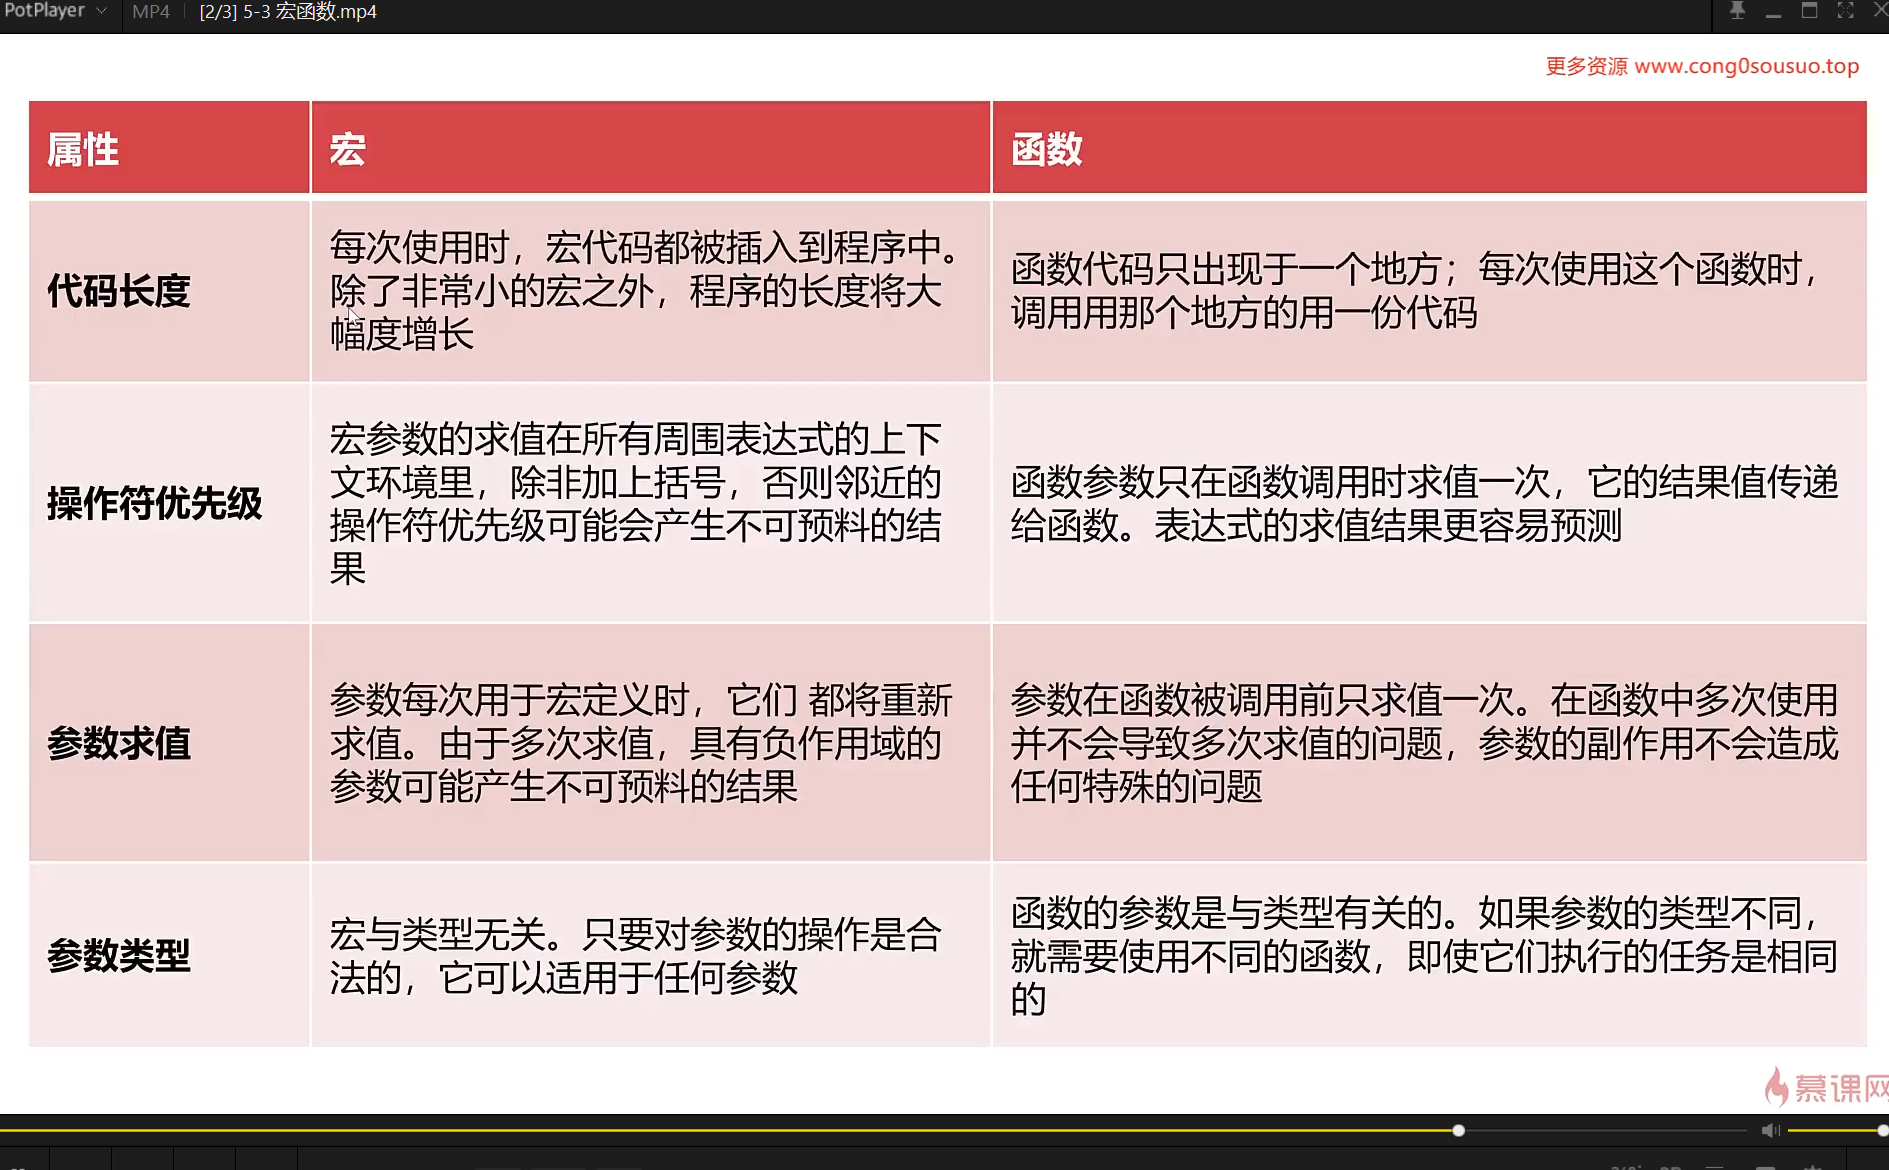 PotPlayer
MP4
[2/3] 5-3 宏函数.mp4
更多资源 www.cong0sousuo.top
属性
宏
函数
代码长度
每次使用时，宏代码都被插入到程序中。
除了非常小的宏之外，程序的长度将大
幅度增长
函数代码只出现于一个地方；每次使用这个函数时，
调用用那个地方的用一份代码
操作符优先级
宏参数的求值在所有周围表达式的上下
文环境里，除非加上括号，否则邻近的
操作符优先级可能会产生不可预料的结
果
函数参数只在函数调用时求值一次，它的结果值传递
给函数。表达式的求值结果更容易预测
参数求值
参数每次用于宏定义时，它们 都将重新
求值。由于多次求值，具有负作用域的
参数可能产生不可预料的结果
参数在函数被调用前只求值一次。在函数中多次使用
并不会导致多次求值的问题，参数的副作用不会造成
任何特殊的问题
参数类型
宏与类型无关。只要对参数的操作是合
法的，它可以适用于任何参数
函数的参数是与类型有关的。如果参数的类型不同，
就需要使用不同的函数，即使它们执行的任务是相同
的
慕课网